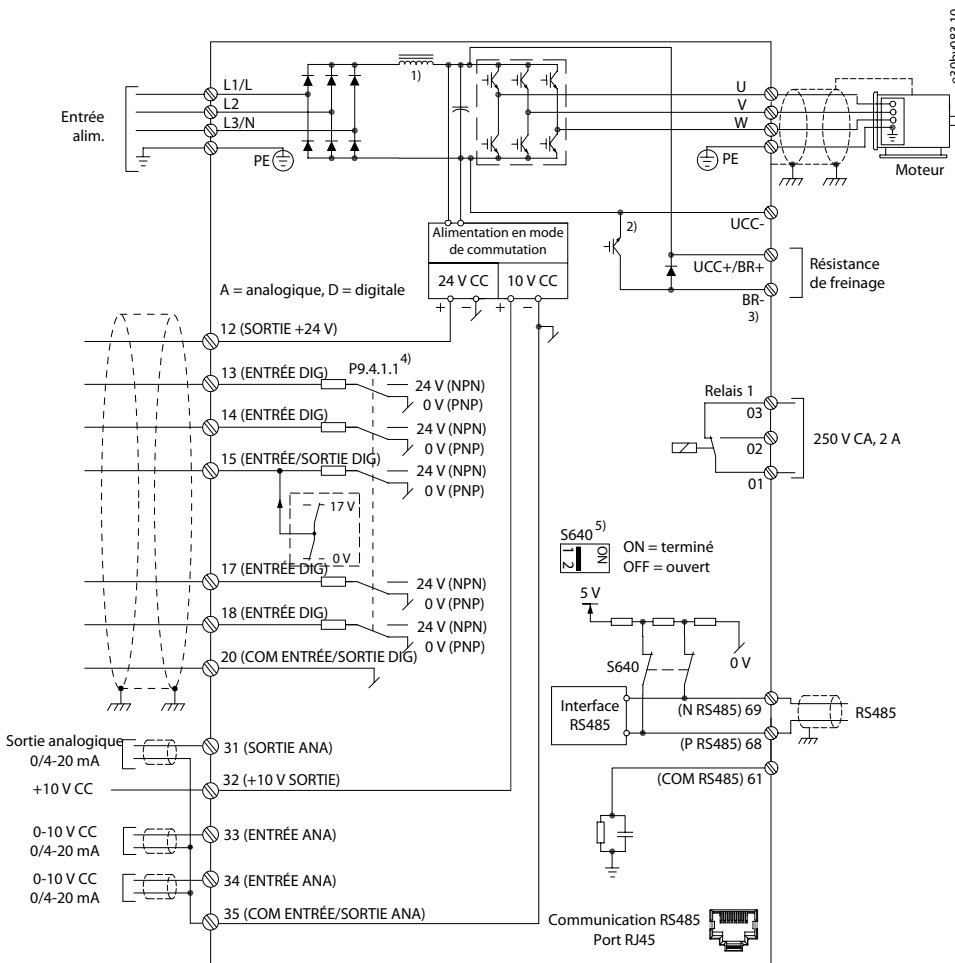 e30bv083.10
L1/L
L2
L3/N
PE
Entrée
alim.
1)
U
V
W
PE
Moteur
UCC-
2)
UCC+/BR+
BR-
3)
Résistance
de freinage
Alimentation en mode
de commutation
24 V CC
10 V CC
+ − + −
A = analogique, D = digitale
12 (SORTIE +24 V)
P9.4.1.1 4)
13 (ENTRÉE DIG)
24 V (NPN)
0 V (PNP)
14 (ENTRÉE DIG)
24 V (NPN)
0 V (PNP)
15 (ENTRÉE/SORTIE DIG)
24 V (NPN)
0 V (PNP)
17 V
0 V
17 (ENTRÉE DIG)
24 V (NPN)
0 V (PNP)
18 (ENTRÉE DIG)
24 V (NPN)
0 V (PNP)
20 (COM ENTRÉE/SORTIE DIG)
Relais 1
03
02
01
250 V CA, 2 A
S640 5)
1 2
ON
ON = terminé
OFF = ouvert
5 V
0 V
S640
Interface
RS485
(N RS485) 69
(P RS485) 68
RS485
(COM RS485) 61
Sortie analogique
0/4-20 mA
31 (SORTIE ANA)
+10 V CC
32 (+10 V SORTIE)
0-10 V CC
0/4-20 mA
33 (ENTRÉE ANA)
0-10 V CC
0/4-20 mA
34 (ENTRÉE ANA)
35 (COM ENTRÉE/SORTIE ANA)
Communication RS485
Port RJ45